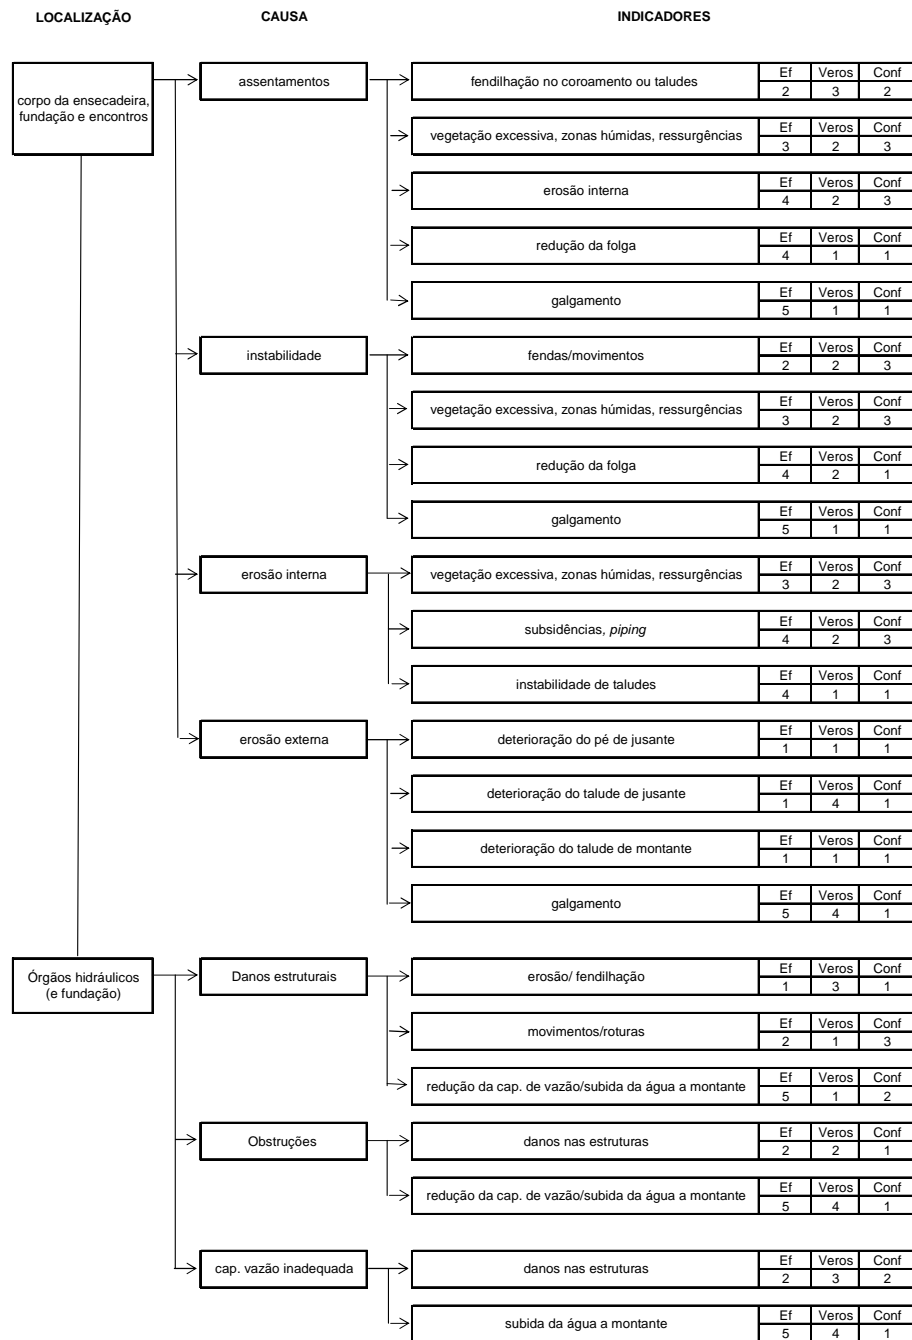 LOCALIZAÇÃO CAUSA INDICADORES
corpo da ensecadeira,
fundação e encontros
assentamentos
fendilhação no coroamento ou taludes
Ef Veros Conf
2 3 2
vegetação excessiva, zonas húmidas, ressurgências
Ef Veros Conf
3 2 3
erosão interna
Ef Veros Conf
4 2 3
redução da folga
Ef Veros Conf
4 1 1
galgamento
Ef Veros Conf
5 1 1
instabilidade
fendas/movimentos
Ef Veros Conf
2 2 3
vegetação excessiva, zonas húmidas, ressurgências
Ef Veros Conf
3 2 3
redução da folga
Ef Veros Conf
4 2 1
galgamento
Ef Veros Conf
5 1 1
erosão interna
vegetação excessiva, zonas húmidas, ressurgências
Ef Veros Conf
3 2 3
subsidências, piping
Ef Veros Conf
4 2 3
instabilidade de taludes
Ef Veros Conf
4 1 1
erosão externa
deterioração do pé de jusante
Ef Veros Conf
1 1 1
deterioração do talude de jusante
Ef Veros Conf
1 4 1
deterioração do talude de montante
Ef Veros Conf
1 1 1
galgamento
Ef Veros Conf
5 4 1
Órgãos hidráulicos
(e fundação)
Danos estruturais
erosão/ fendilhação
Ef Veros Conf
1 3 1
movimentos/roturas
Ef Veros Conf
2 1 3
redução da cap. de vazão/subida da água a montante
Ef Veros Conf
5 1 2
Obstruções
danos nas estruturas
Ef Veros Conf
2 2 1
redução da cap. de vazão/subida da água a montante
Ef Veros Conf
5 4 1
cap. vazão inadequada
danos nas estruturas
Ef Veros Conf
2 3 2
subida da água a montante
Ef Veros Conf
5 4 1